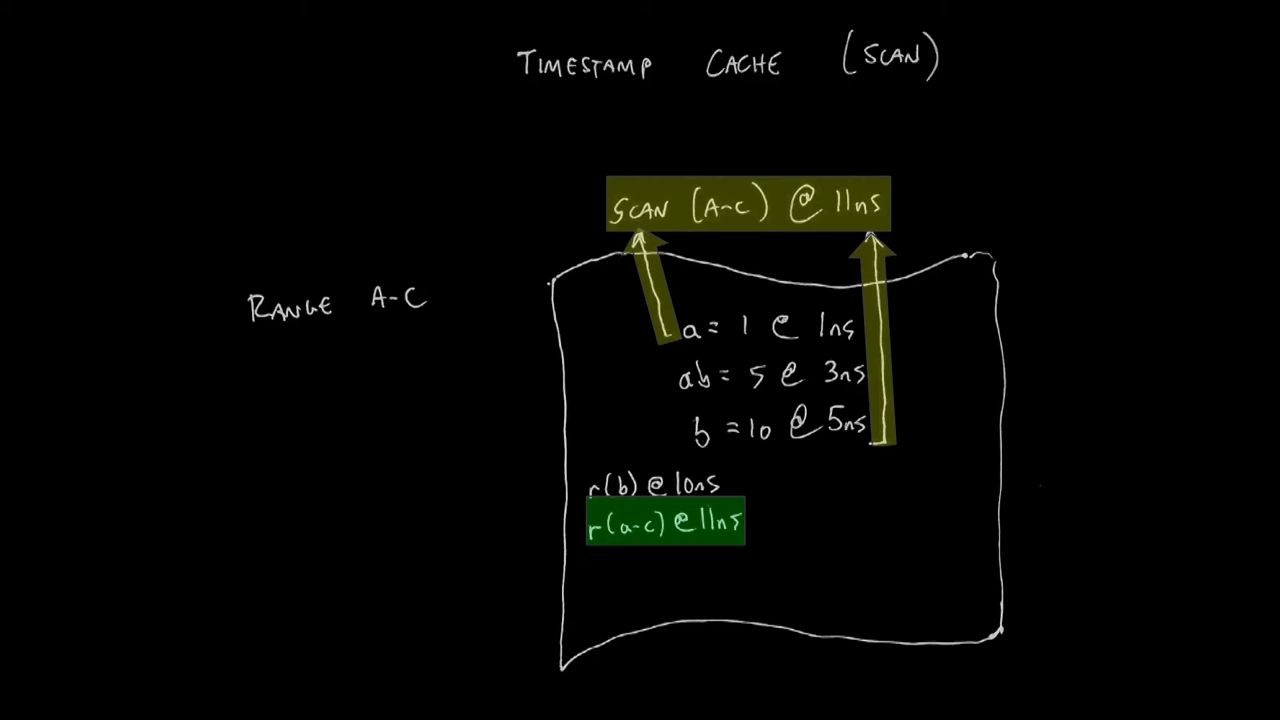 TIMESTAMP CACHE (SCAN)
SCAN (A-C) @ 11ns
RANGE A-C
a = 1 @ 1ns
ab = 5 @ 3ns
b = 10 @ 5ns
r(b) @ 10ns
r(a-c) @ 11ns